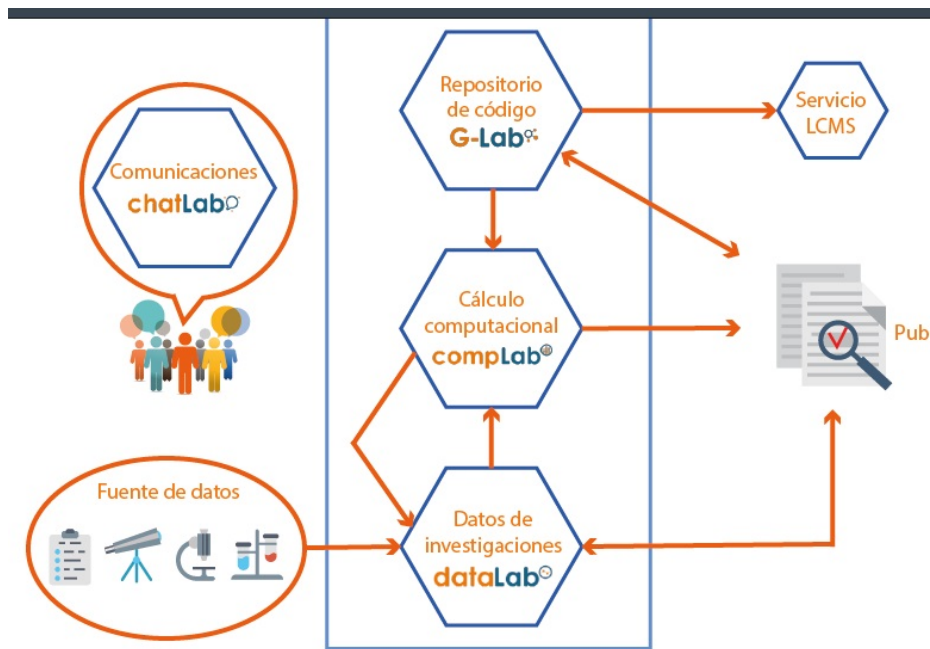 Repositorio
de código
G-Lab
Servicio
LCMS
Comunicaciones
chatLab
Cálculo
computacional
compLab
Pub
Fuente de datos
Datos de
investigaciones
dataLab